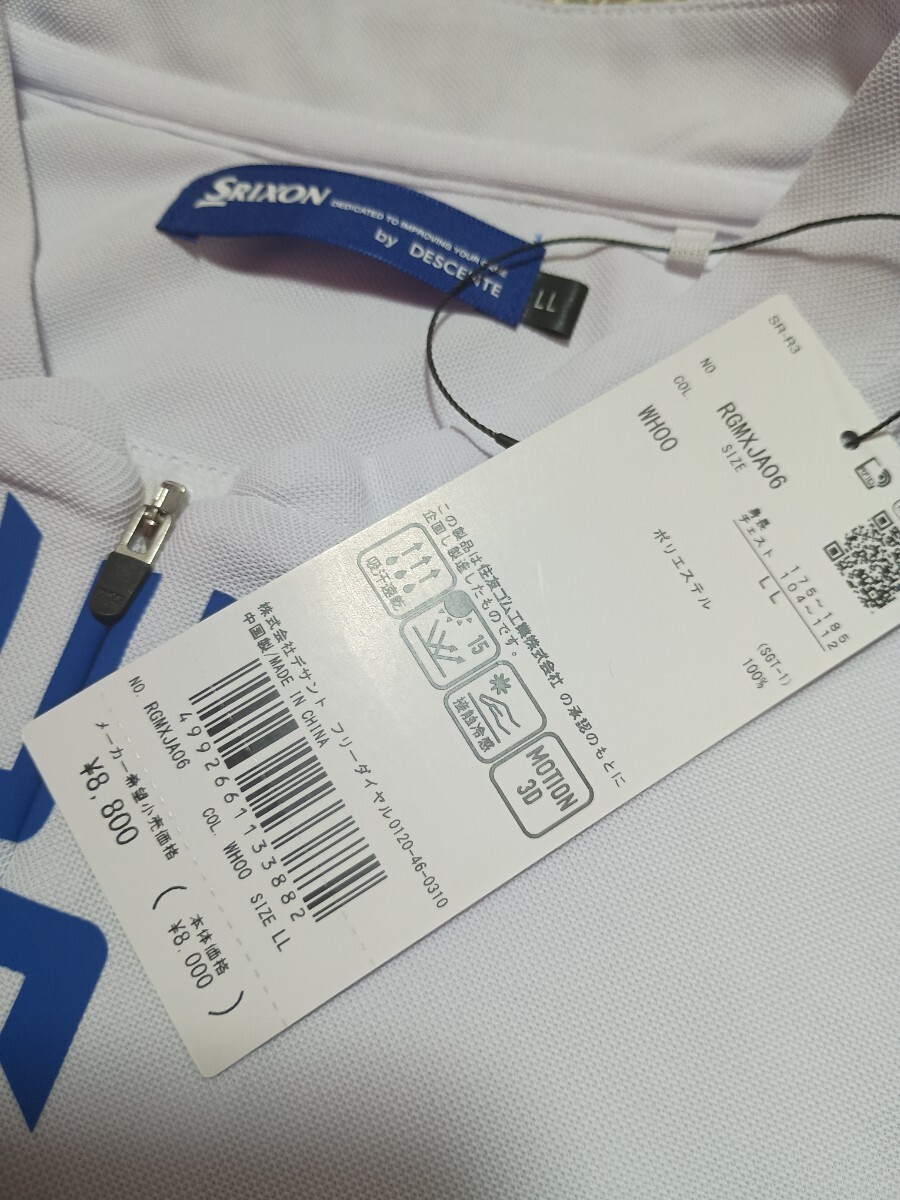 SRIXON
DEDICATED TO IMPROVING YOUR GAME
by DESCENTE
LL
SR-R3
NO. RGMXJA06
COL. SIZE
WH00 LL
身長 175~185
チェスト 104~112
(SGT-1)
ポリエステル 100%
この製品は住友ゴム工業株式会社の承認のもとに
企画し製造したものです。
吸汗速乾
15
接触冷感
MOTION
3D
株式会社デサント フリーダイヤル0120-46-0310
中国製/MADE IN CHINA
4992661133882
NO. RGMXJA06 COL. WH00 SIZE LL
メーカー希望小売価格
¥8,800
(本体価格
¥8,000)